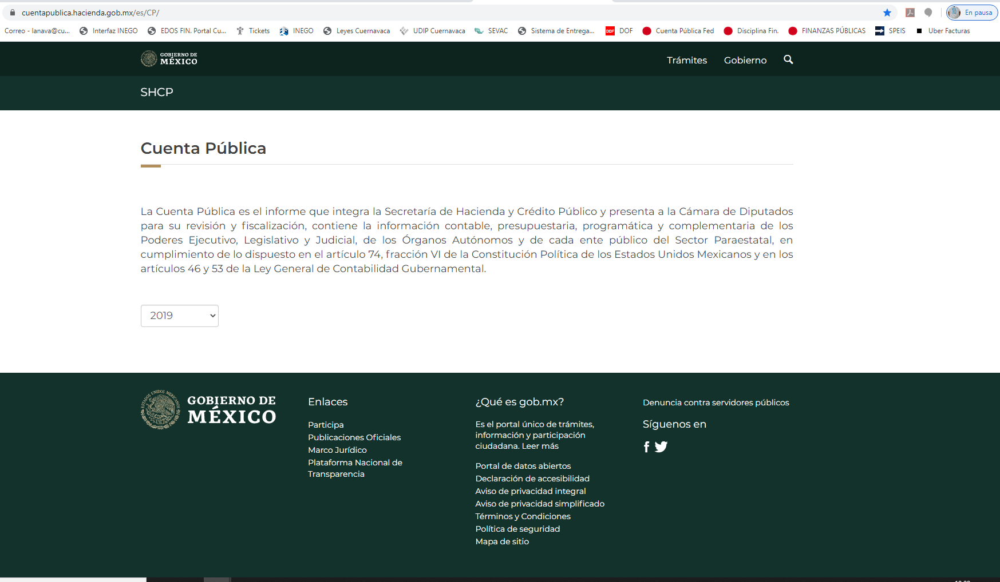 cuentapublica.hacienda.gob.mx/es/CP/
En pausa
Correo - lanava@cu... Interfaz INEGO EDOS FIN. Portal Cu... Tickets INEGO Leyes Cuernavaca UDIP Cuernavaca SEVAC Sistema de Entrega... DOF DOF Cuenta Pública Fed Disciplina Fin. FINANZAS PÚBLICAS SPEIS Uber Facturas
GOBIERNO DE
MÉXICO
Trámites Gobierno
SHCP
Cuenta Pública
La Cuenta Pública es el informe que integra la Secretaría de Hacienda y Crédito Público y presenta a la Cámara de Diputados
para su revisión y fiscalización, contiene la información contable, presupuestaria, programática y complementaria de los
Poderes Ejecutivo, Legislativo y Judicial, de los Órganos Autónomos y de cada ente público del Sector Paraestatal, en
cumplimiento de lo dispuesto en el artículo 74, fracción VI de la Constitución Política de los Estados Unidos Mexicanos y en los
artículos 46 y 53 de la Ley General de Contabilidad Gubernamental.
2019
ESTADOS UNIDOS MEXICANOS
GOBIERNO DE
MÉXICO
Enlaces
Participa
Publicaciones Oficiales
Marco Jurídico
Plataforma Nacional de
Transparencia
¿Qué es gob.mx?
Es el portal único de trámites,
información y participación
ciudadana. Leer más
Portal de datos abiertos
Declaración de accesibilidad
Aviso de privacidad integral
Aviso de privacidad simplificado
Términos y Condiciones
Política de seguridad
Mapa de sitio
Denuncia contra servidores públicos
Síguenos en